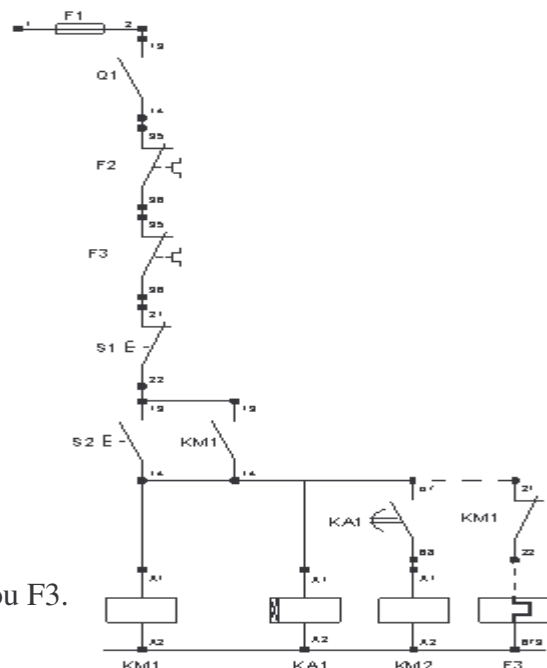 F1
1 2
13
Q1
14
95
F2
96
95
F3
96
21
S1 E
22
13 13
S2 E KM1
14 14
67 21
KA1 KM1
68 22
A1 A1 A1
ou F3.
A2 A2 A2
KM1 KA1 KM2 F3